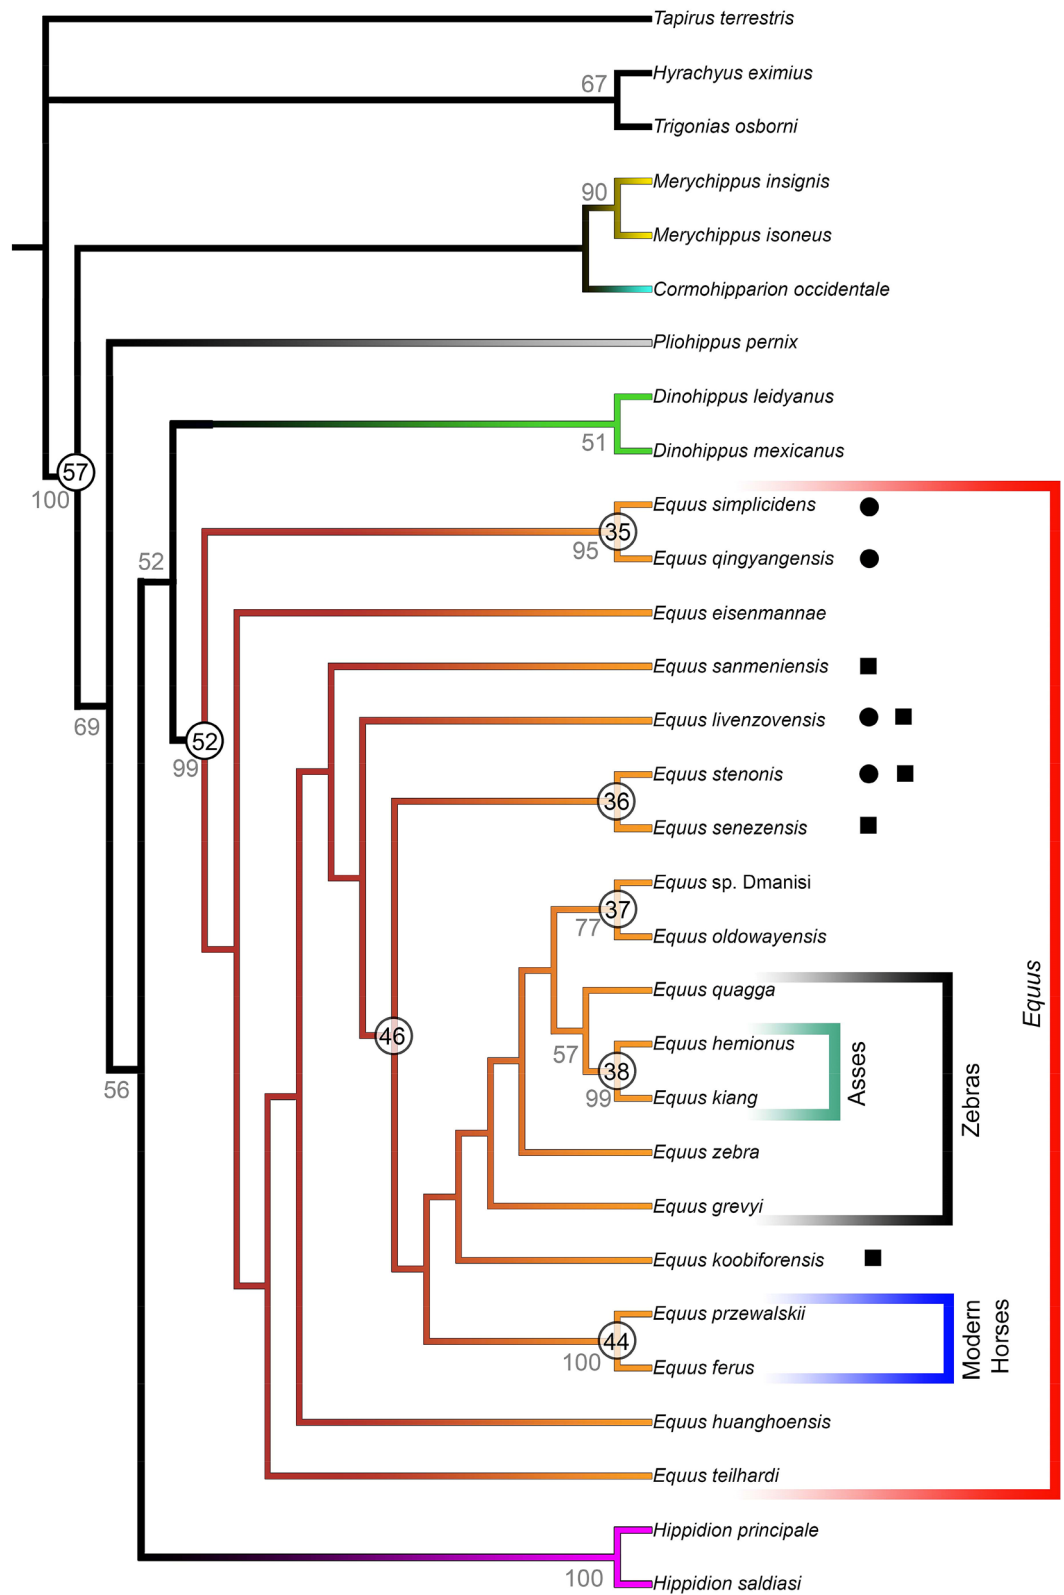 Tapirus terrestris
67
Hyrachyus eximius
Trigonias osborni
90
Merychippus insignis
Merychippus isoneus
Cormohipparion occidentale
Pliohippus pernix
Dinohippus leidyanus
51
Dinohippus mexicanus
57
100
Equus simplicidens
35
95
Equus qingyangensis
52
Equus eisenmannae
Equus sanmeniensis
69
Equus livenzovensis
52
99
Equus stenonis
36
Equus senezensis
Equus sp. Dmanisi
37
77
Equus oldowayensis
Equus quagga
Equus
46
57
Equus hemionus
38
99
Equus kiang
Asses
Zebras
56
Equus zebra
Equus grevyi
Equus koobiforensis
Equus przewalskii
44
100
Equus ferus
Modern
Horses
Equus huanghoensis
Equus teilhardi
Hippidion principale
100
Hippidion saldiasi